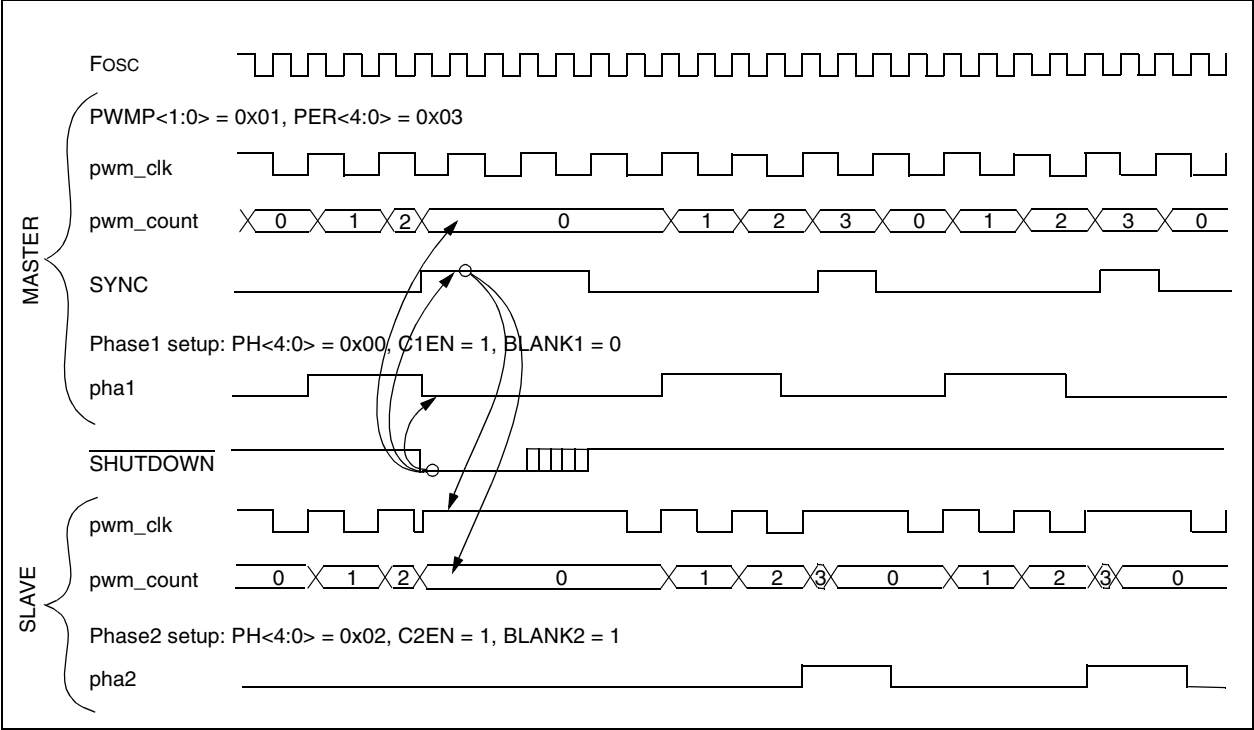 FOSC
MASTER
PWMP<1:0> = 0x01, PER<4:0> = 0x03
pwm_clk
pwm_count 0 1 2 0 1 2 3 0 1 2 3 0
SYNC
Phase1 setup: PH<4:0> = 0x00, C1EN = 1, BLANK1 = 0
pha1
SHUTDOWN
SLAVE
pwm_clk
pwm_count 0 1 2 0 1 2 3 0 1 2 3 0
Phase2 setup: PH<4:0> = 0x02, C2EN = 1, BLANK2 = 1
pha2